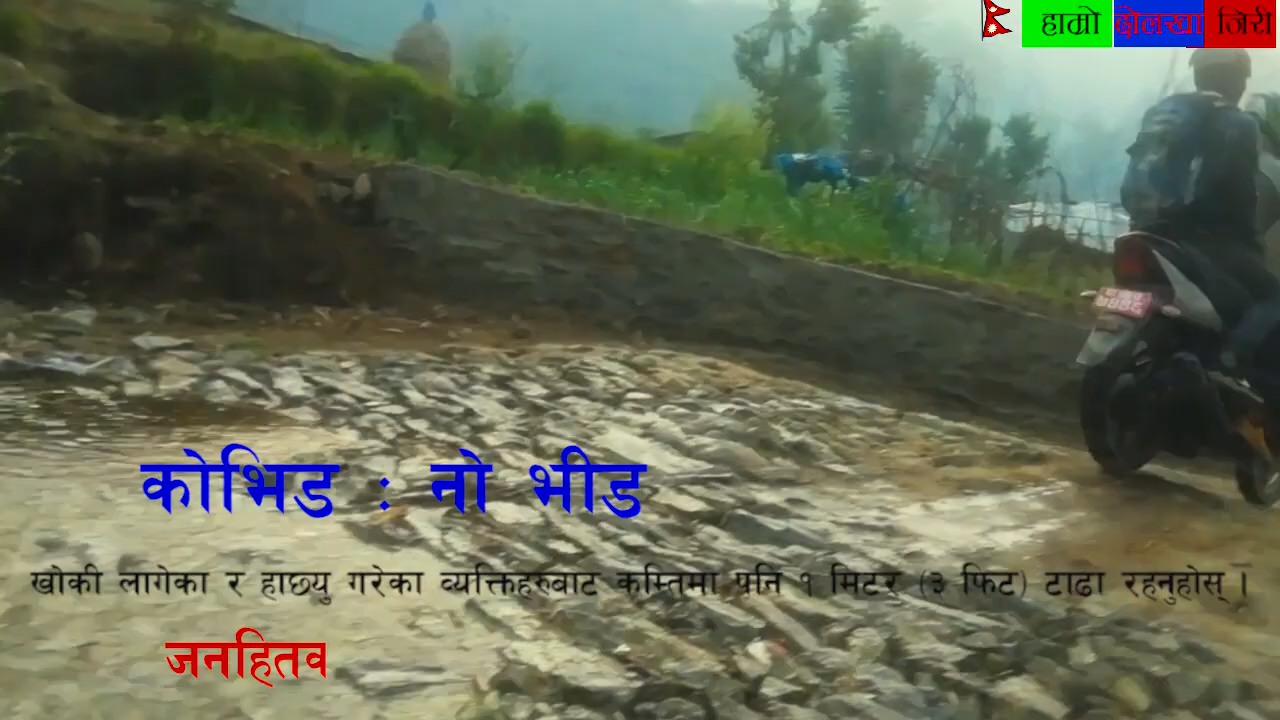 हाम्रो दोलखा जिरी
कोभिड : नो भीड
खोकी लागेका र हाछ्यु गरेका व्यक्तिहरुबाट कम्तिमा पनि १ मिटर (३ फिट) टाढा रहनुहोस् ।
जनहितव